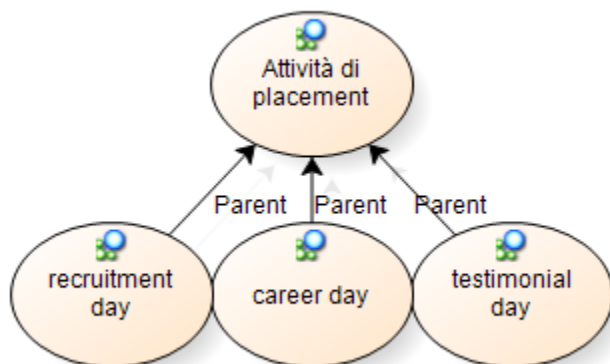 Attività di
placement
Parent
Parent
Parent
recruitment
day
career day
testimonial
day